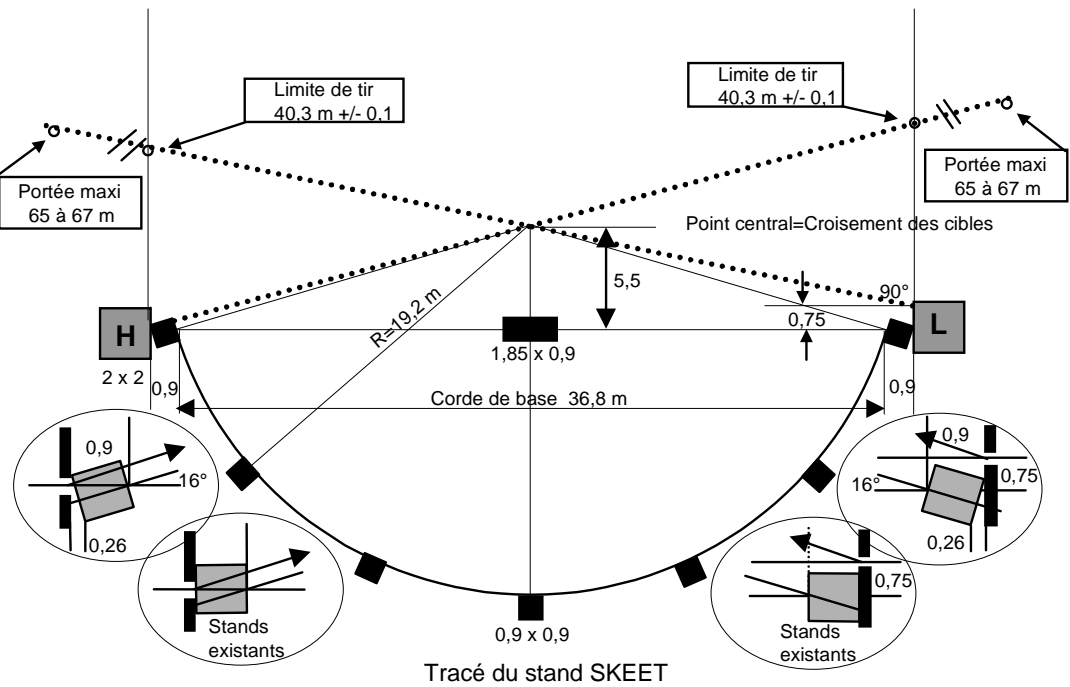 Limite de tir
40,3 m +/- 0,1
Limite de tir
40,3 m +/- 0,1
Portée maxi
65 à 67 m
Portée maxi
65 à 67 m
Point central=Croisement des cibles
5,5
90°
0,75
R=19,2 m
H
L
1,85 x 0,9
2 x 2
0,9
0,9
Corde de base 36,8 m
0,9
16°
0,26
0,9
16°
0,75
0,26
Stands
existants
0,75
Stands
existants
0,9 x 0,9
Tracé du stand SKEET